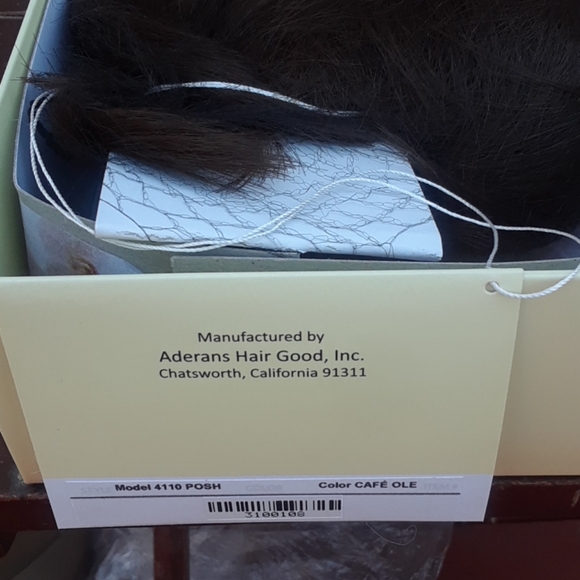 Manufactured by
Aderans Hair Good, Inc.
Chatsworth, California 91311
Model 4110 POSH Color CAFÉ OLE
3100108